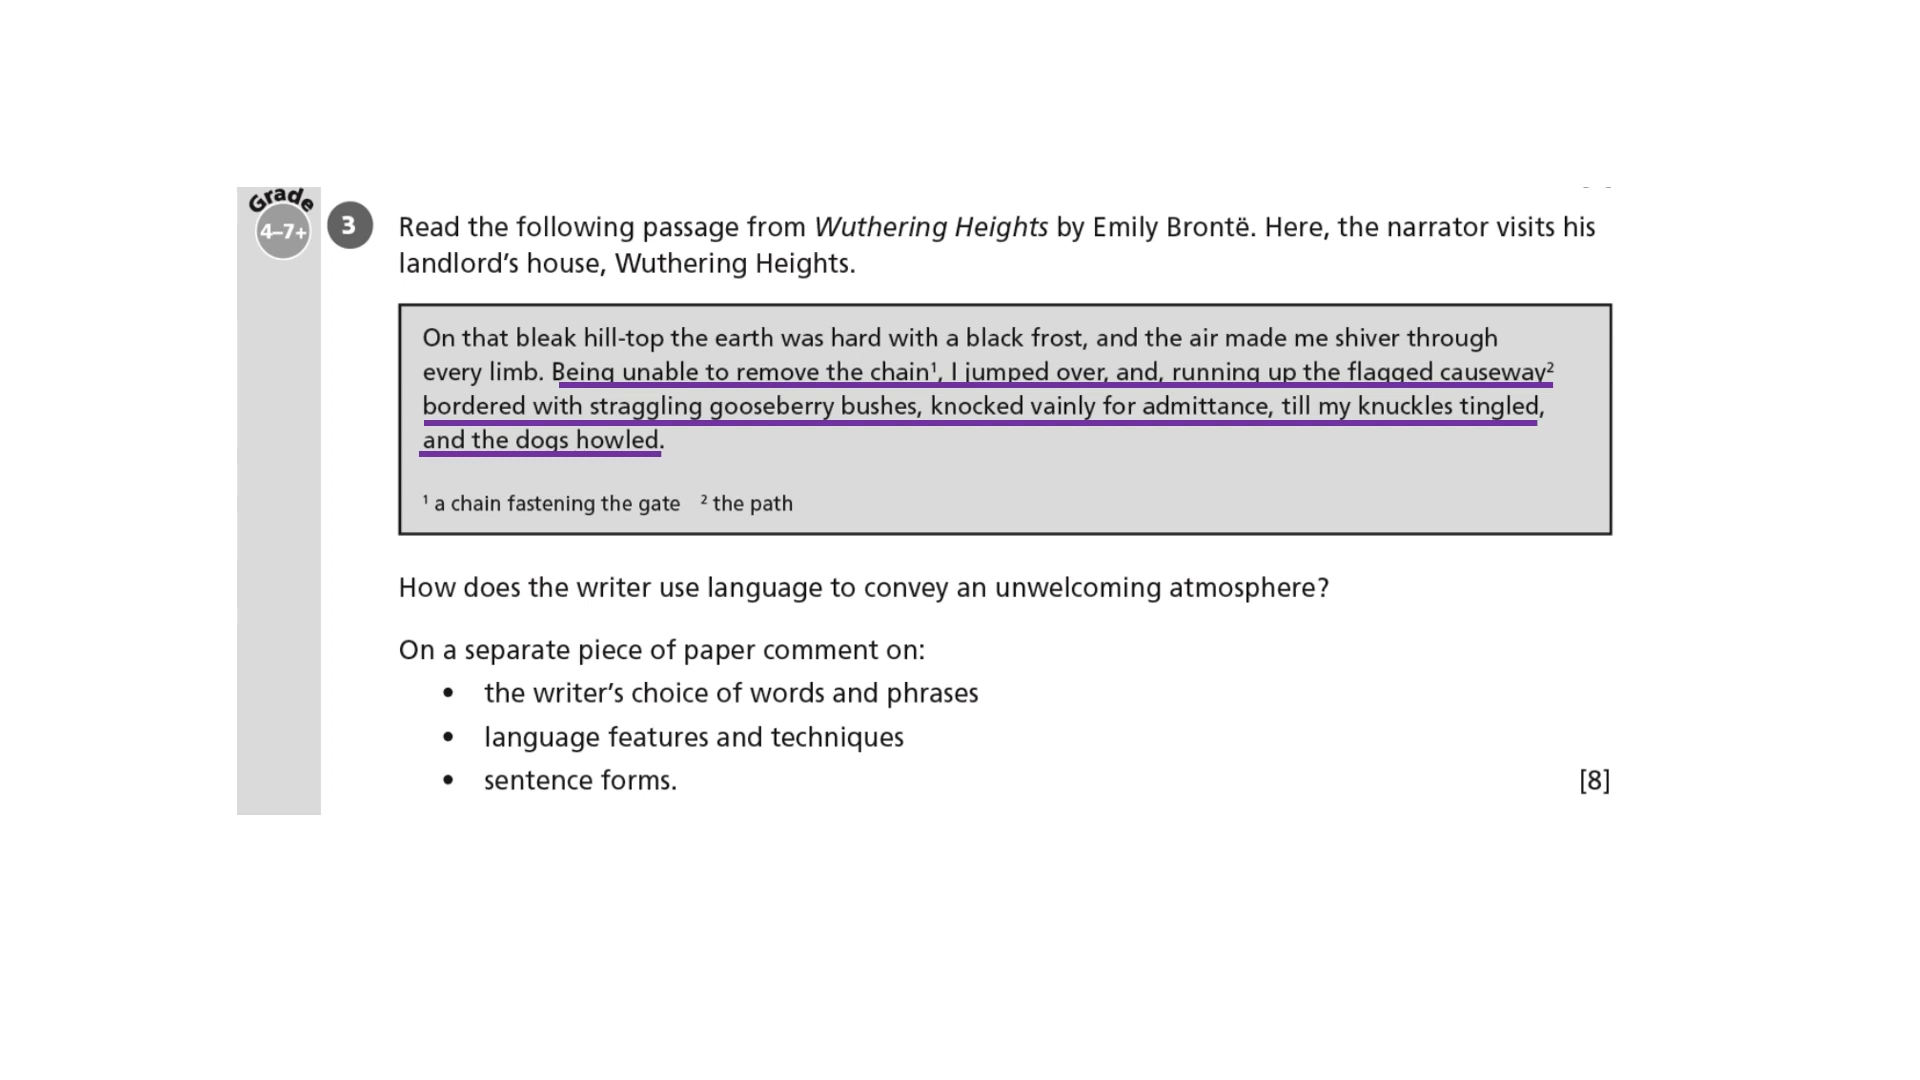 Grade
4–7+
3
Read the following passage from Wuthering Heights by Emily Brontë. Here, the narrator visits his
landlord’s house, Wuthering Heights.
On that bleak hill-top the earth was hard with a black frost, and the air made me shiver through
every limb. Being unable to remove the chain¹, I jumped over, and, running up the flagged causeway²
bordered with straggling gooseberry bushes, knocked vainly for admittance, till my knuckles tingled,
and the dogs howled.
¹ a chain fastening the gate ² the path
How does the writer use language to convey an unwelcoming atmosphere?
On a separate piece of paper comment on:
• the writer’s choice of words and phrases
• language features and techniques
• sentence forms. [8]